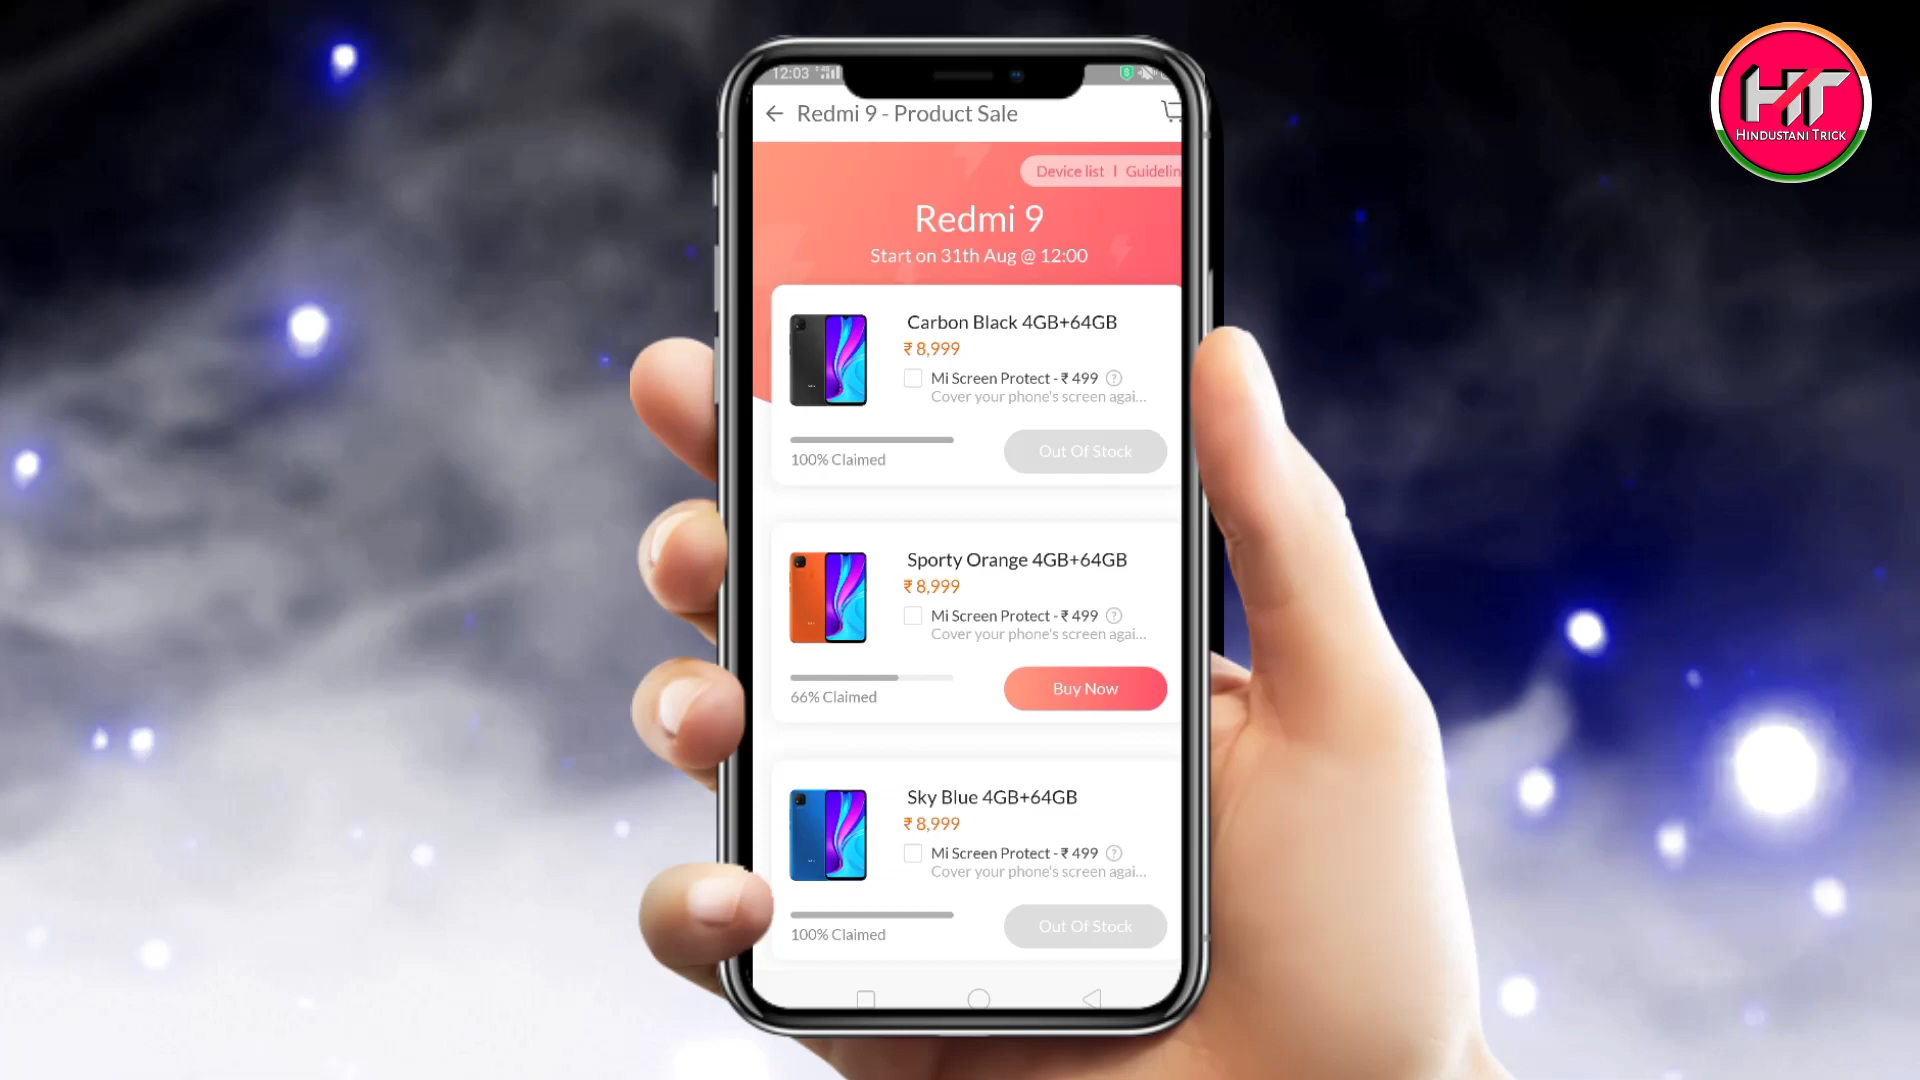 12:03
HT
HINDUSTANI TRICK
Redmi 9 - Product Sale
Device list | Guidelin
Redmi 9
Start on 31th Aug @ 12:00
Carbon Black 4GB+64GB
₹ 8,999
Mi Screen Protect - ₹ 499 ?
Cover your phone's screen agai...
100% Claimed
Out Of Stock
Sporty Orange 4GB+64GB
₹ 8,999
Mi Screen Protect - ₹ 499 ?
Cover your phone's screen agai...
66% Claimed
Buy Now
Sky Blue 4GB+64GB
₹ 8,999
Mi Screen Protect - ₹ 499 ?
Cover your phone's screen agai...
100% Claimed
Out Of Stock